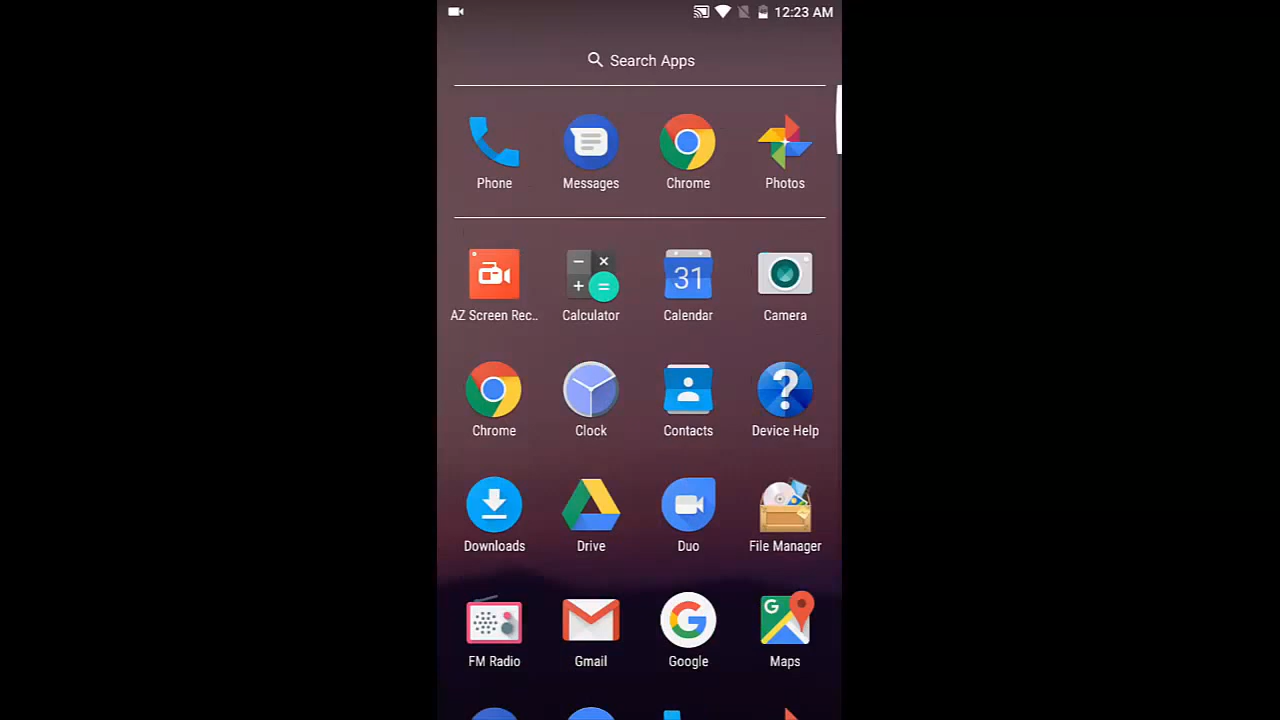 12:23 AM
Search Apps
Phone Messages Chrome Photos
31
AZ Screen Rec.. Calculator Calendar Camera
Chrome Clock Contacts Device Help
Downloads Drive Duo File Manager
G
FM Radio Gmail Google Maps